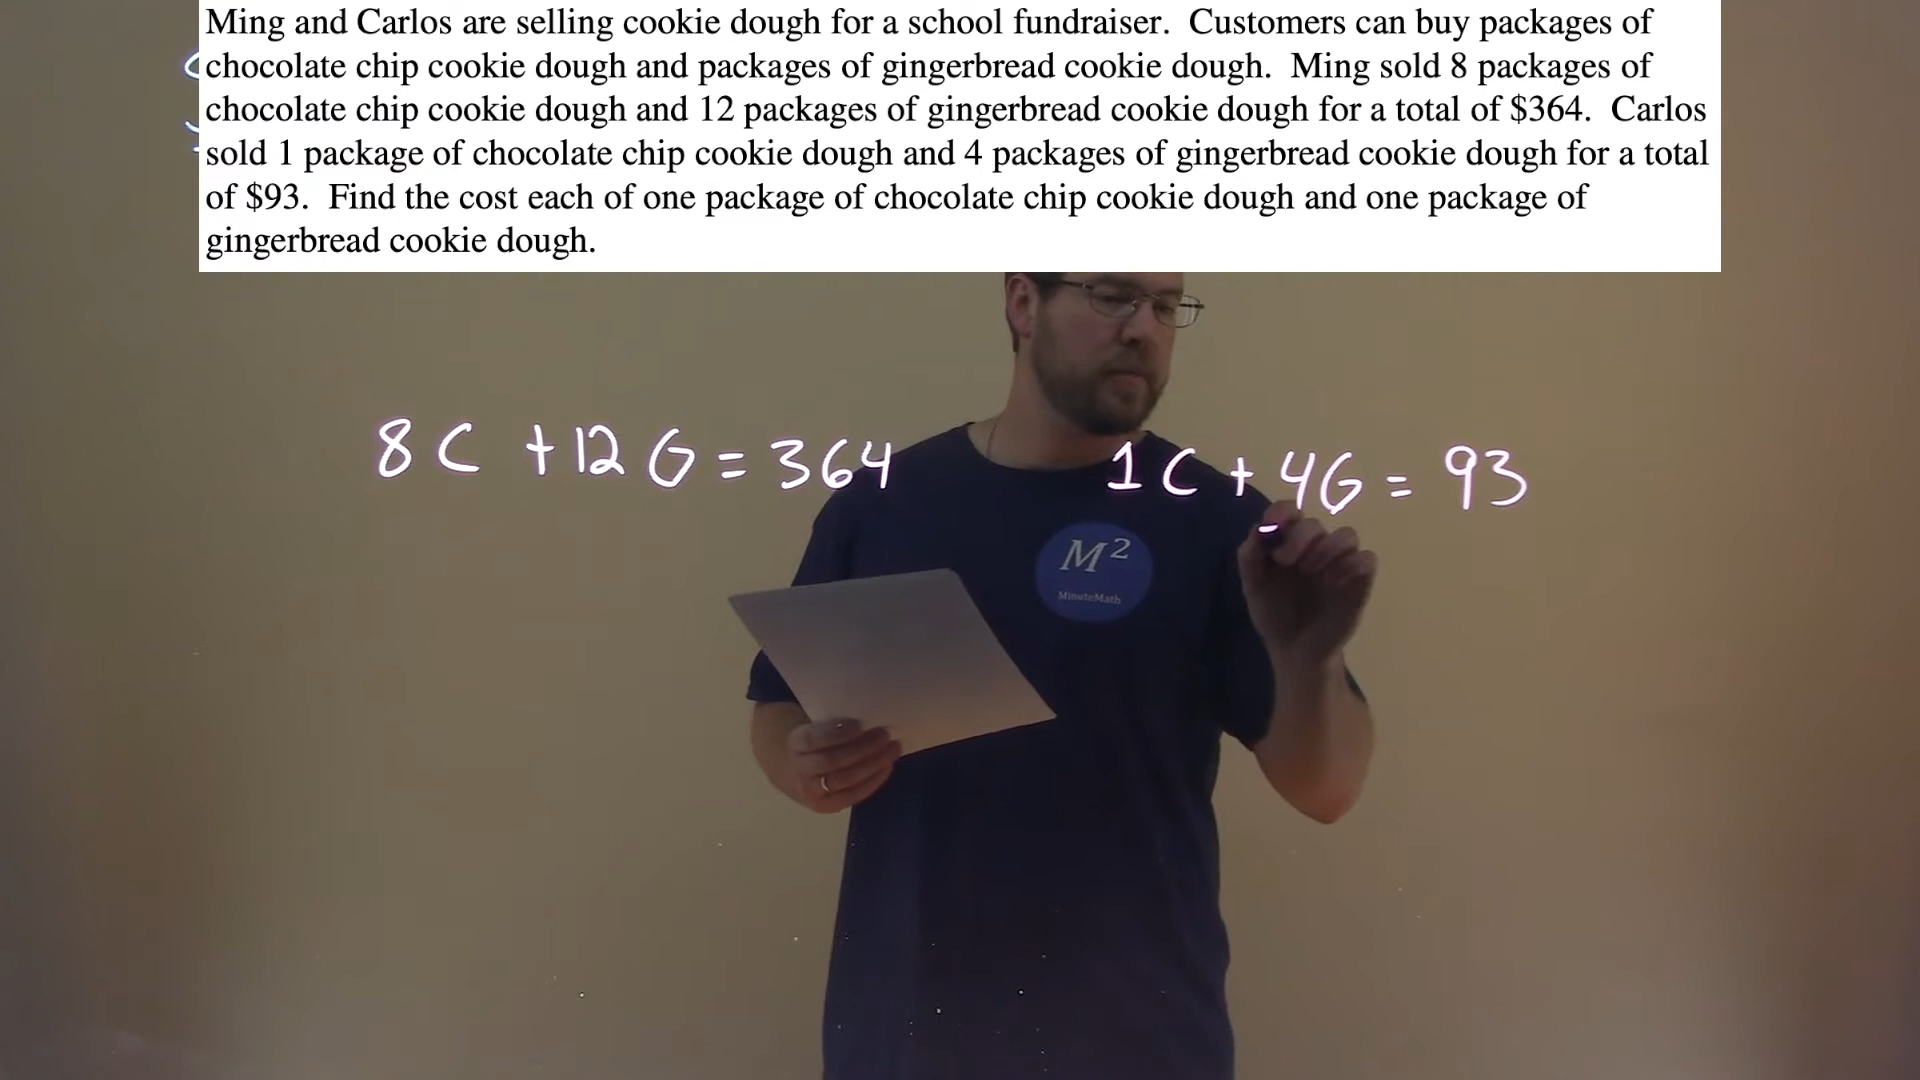 Ming and Carlos are selling cookie dough for a school fundraiser. Customers can buy packages of
chocolate chip cookie dough and packages of gingerbread cookie dough. Ming sold 8 packages of
chocolate chip cookie dough and 12 packages of gingerbread cookie dough for a total of $364. Carlos
sold 1 package of chocolate chip cookie dough and 4 packages of gingerbread cookie dough for a total
of $93. Find the cost each of one package of chocolate chip cookie dough and one package of
gingerbread cookie dough.
8C + 12G = 364
1C + 4G = 93
-
M²
MinuteMath